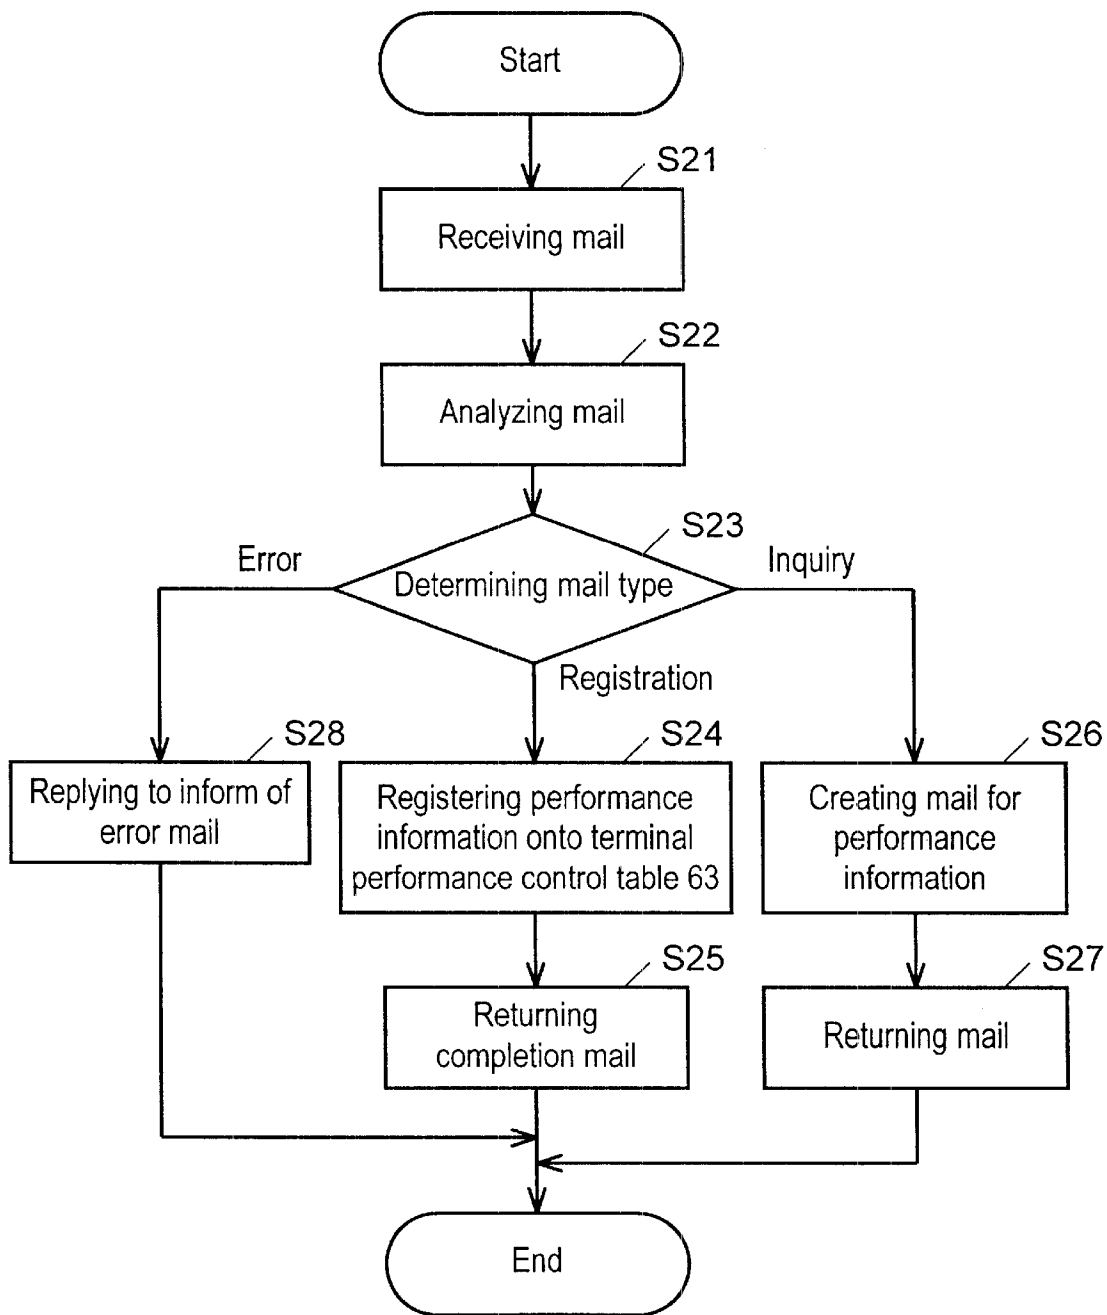 Start
S21
Receiving mail
S22
Analyzing mail
S23
Error
Inquiry
Determining mail type
Registration
S28
Replying to inform of
error mail
S24
Registering performance
information onto terminal
performance control table 63
S26
Creating mail for
performance
information
S25
Returning
completion mail
S27
Returning mail
End